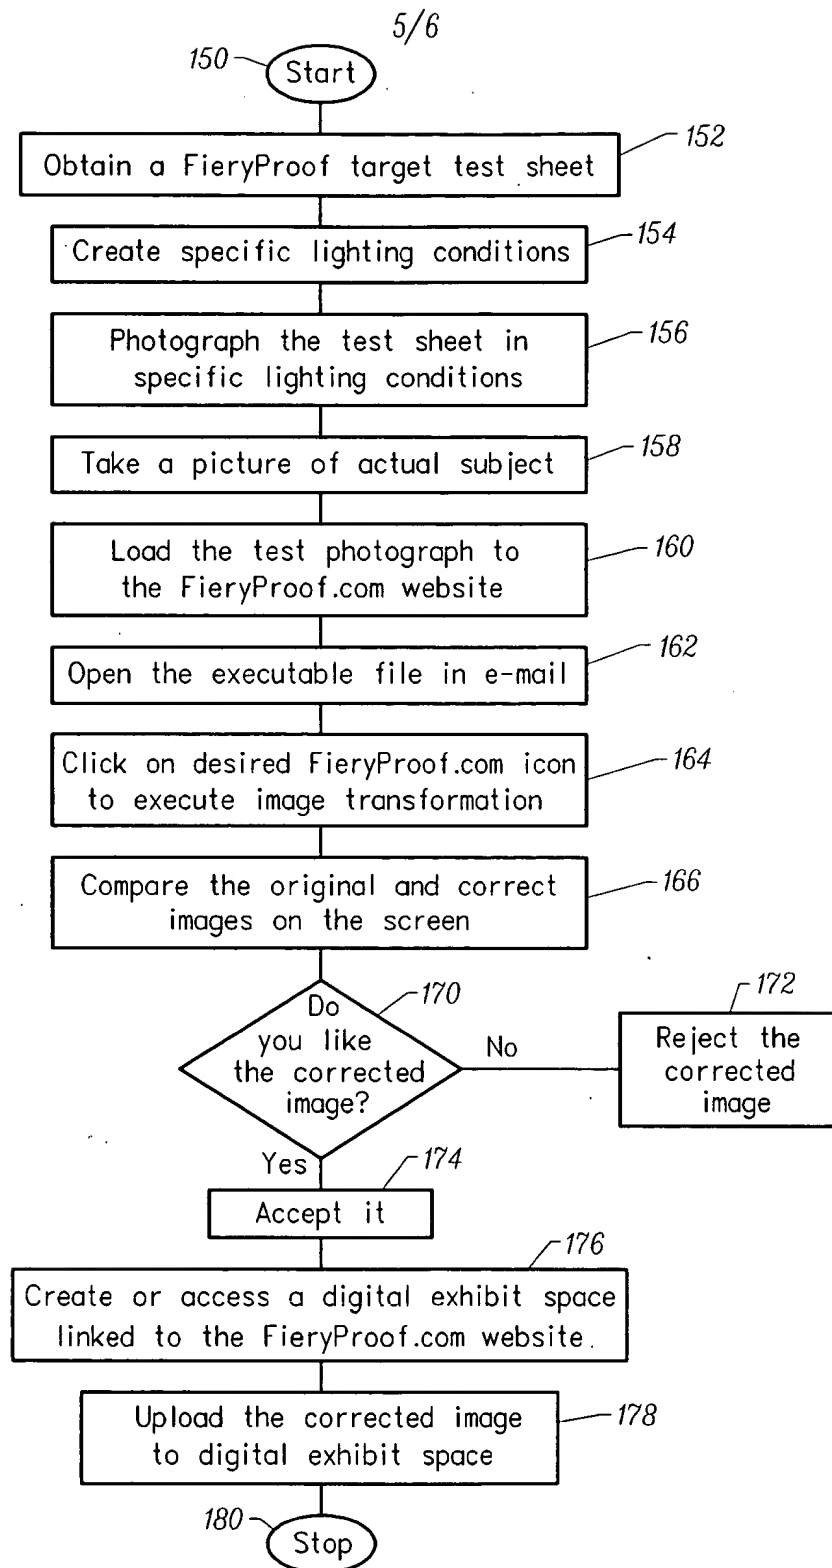 5/6
150
Start
152
Obtain a FieryProof target test sheet
154
Create specific lighting conditions
156
Photograph the test sheet in
specific lighting conditions
158
Take a picture of actual subject
160
Load the test photograph to
the FieryProof.com website
162
Open the executable file in e-mail
164
Click on desired FieryProof.com icon
to execute image transformation
166
Compare the original and correct
images on the screen
170
Do
you like
the corrected
image?
No
172
Reject the
corrected
image
Yes
174
Accept it
176
Create or access a digital exhibit space
linked to the FieryProof.com website.
178
Upload the corrected image
to digital exhibit space
180
Stop